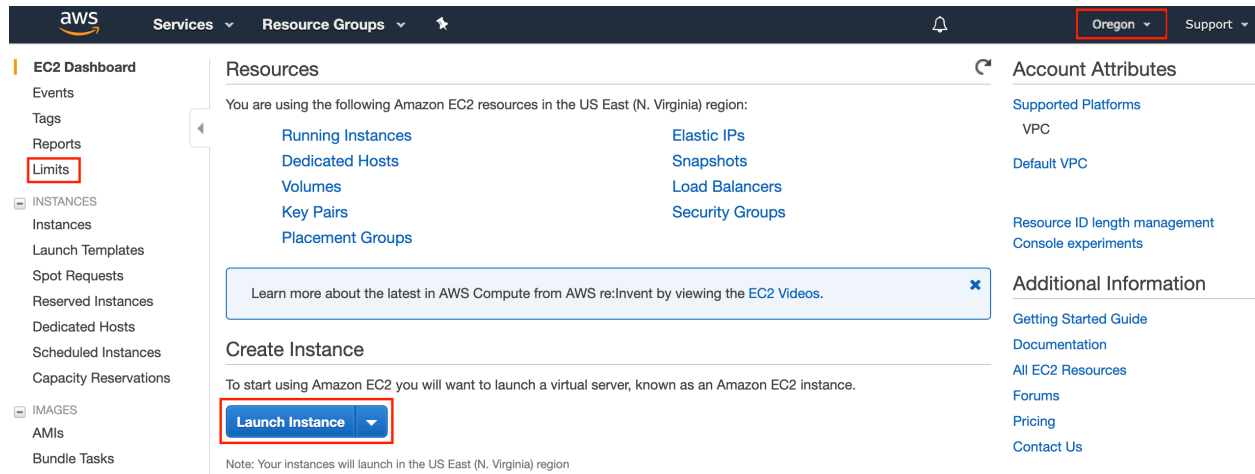 aws Services Resource Groups Oregon Support
EC2 Dashboard
Events
Tags
Reports
Limits
INSTANCES
Instances
Launch Templates
Spot Requests
Reserved Instances
Dedicated Hosts
Scheduled Instances
Capacity Reservations
IMAGES
AMIs
Bundle Tasks
Resources
You are using the following Amazon EC2 resources in the US East (N. Virginia) region:
Running Instances
Dedicated Hosts
Volumes
Key Pairs
Placement Groups
Elastic IPs
Snapshots
Load Balancers
Security Groups
Learn more about the latest in AWS Compute from AWS re:Invent by viewing the EC2 Videos.
Create Instance
To start using Amazon EC2 you will want to launch a virtual server, known as an Amazon EC2 instance.
Launch Instance
Note: Your instances will launch in the US East (N. Virginia) region
Account Attributes
Supported Platforms
VPC
Default VPC
Resource ID length management
Console experiments
Additional Information
Getting Started Guide
Documentation
All EC2 Resources
Forums
Pricing
Contact Us